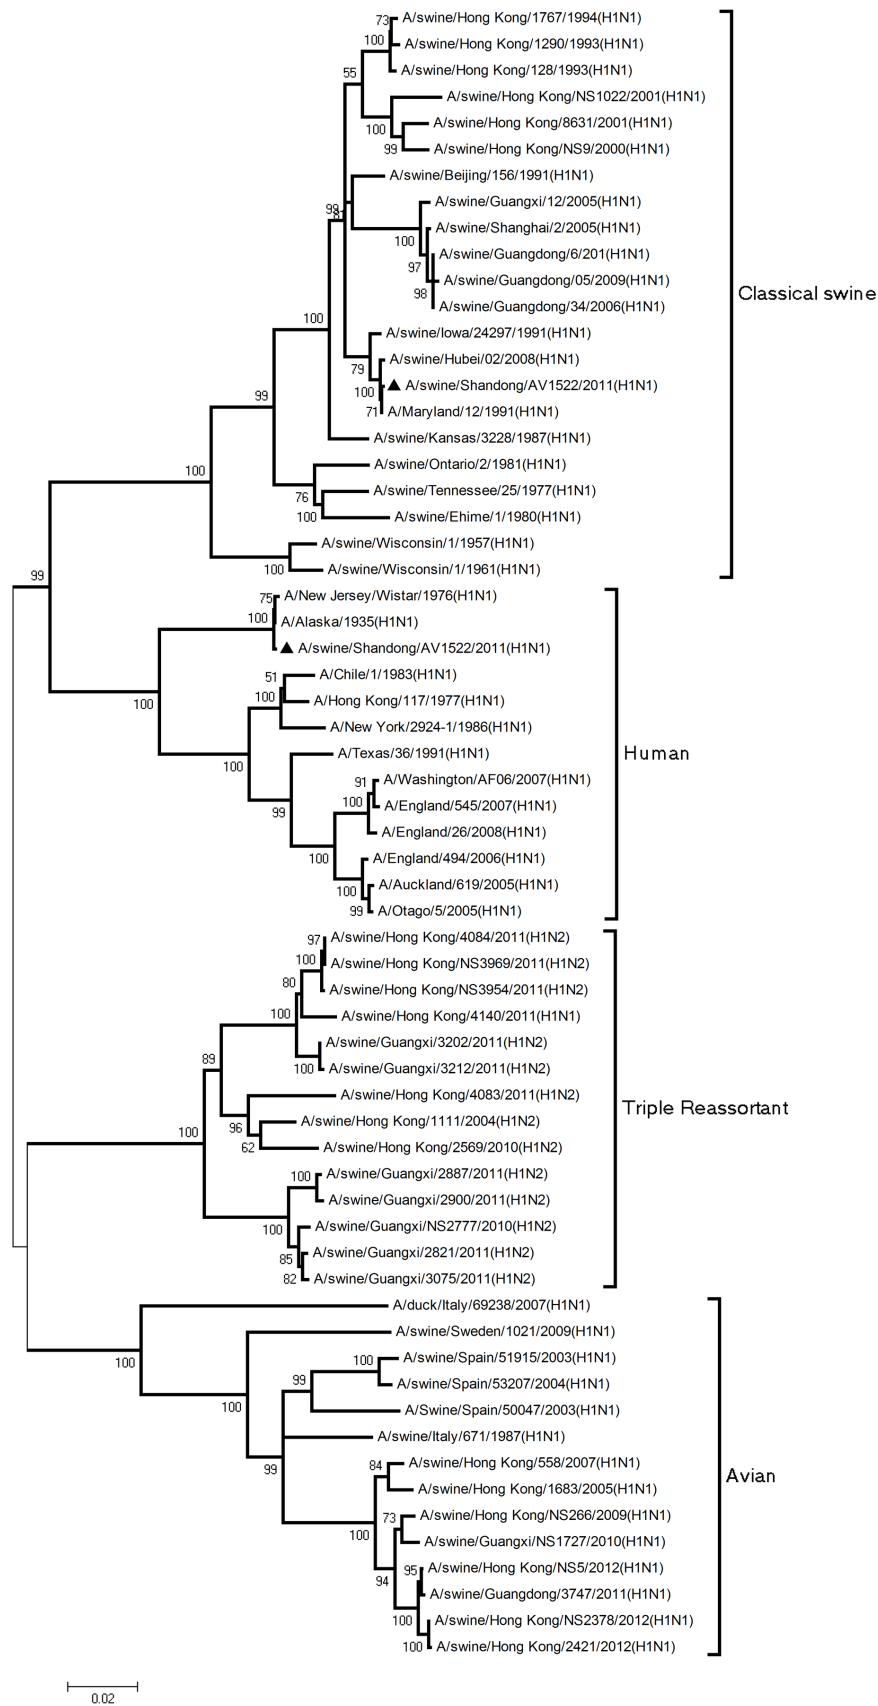 73
A/swine/Hong Kong/1767/1994(H1N1)
100
A/swine/Hong Kong/1290/1993(H1N1)
A/swine/Hong Kong/128/1993(H1N1)
55
A/swine/Hong Kong/NS1022/2001(H1N1)
100
A/swine/Hong Kong/8631/2001(H1N1)
99
A/swine/Hong Kong/NS9/2000(H1N1)
A/swine/Beijing/156/1991(H1N1)
99
A/swine/Guangxi/12/2005(H1N1)
100
A/swine/Shanghai/2/2005(H1N1)
97
A/swine/Guangdong/6/201(H1N1)
98
A/swine/Guangdong/05/2009(H1N1)
A/swine/Guangdong/34/2006(H1N1)
Classical swine
100
A/swine/Iowa/24297/1991(H1N1)
79
A/swine/Hubei/02/2008(H1N1)
100
A/swine/Shandong/AV1522/2011(H1N1)
71
A/Maryland/12/1991(H1N1)
99
A/swine/Kansas/3228/1987(H1N1)
100
A/swine/Ontario/2/1981(H1N1)
76
A/swine/Tennessee/25/1977(H1N1)
100
A/swine/Ehime/1/1980(H1N1)
A/swine/Wisconsin/1/1957(H1N1)
100
A/swine/Wisconsin/1/1961(H1N1)
99
75
A/New Jersey/Wistar/1976(H1N1)
100
A/Alaska/1935(H1N1)
A/swine/Shandong/AV1522/2011(H1N1)
51
A/Chile/1/1983(H1N1)
100
A/Hong Kong/117/1977(H1N1)
100
A/New York/2924-1/1986(H1N1)
Human
100
A/Texas/36/1991(H1N1)
91
A/Washington/AF06/2007(H1N1)
99
100
A/England/545/2007(H1N1)
A/England/26/2008(H1N1)
100
A/England/494/2006(H1N1)
100
A/Auckland/619/2005(H1N1)
99
A/Otago/5/2005(H1N1)
97
A/swine/Hong Kong/4084/2011(H1N2)
100
A/swine/Hong Kong/NS3969/2011(H1N2)
80
A/swine/Hong Kong/NS3954/2011(H1N2)
100
A/swine/Hong Kong/4140/2011(H1N1)
A/swine/Guangxi/3202/2011(H1N2)
89
100
A/swine/Guangxi/3212/2011(H1N2)
A/swine/Hong Kong/4083/2011(H1N2)
Triple Reassortant
96
A/swine/Hong Kong/1111/2004(H1N2)
100
62
A/swine/Hong Kong/2569/2010(H1N2)
100
A/swine/Guangxi/2887/2011(H1N2)
A/swine/Guangxi/2900/2011(H1N2)
100
A/swine/Guangxi/NS2777/2010(H1N2)
85
A/swine/Guangxi/2821/2011(H1N2)
82
A/swine/Guangxi/3075/2011(H1N2)
A/duck/Italy/69238/2007(H1N1)
100
A/swine/Sweden/1021/2009(H1N1)
100
A/swine/Spain/51915/2003(H1N1)
99
A/swine/Spain/53207/2004(H1N1)
100
A/Swine/Spain/50047/2003(H1N1)
A/swine/Italy/671/1987(H1N1)
99
84
A/swine/Hong Kong/558/2007(H1N1)
Avian
A/swine/Hong Kong/1683/2005(H1N1)
73
A/swine/Hong Kong/NS266/2009(H1N1)
100
A/swine/Guangxi/NS1727/2010(H1N1)
95
A/swine/Hong Kong/NS5/2012(H1N1)
94
A/swine/Guangdong/3747/2011(H1N1)
100
A/swine/Hong Kong/NS2378/2012(H1N1)
100
A/swine/Hong Kong/2421/2012(H1N1)
0.02